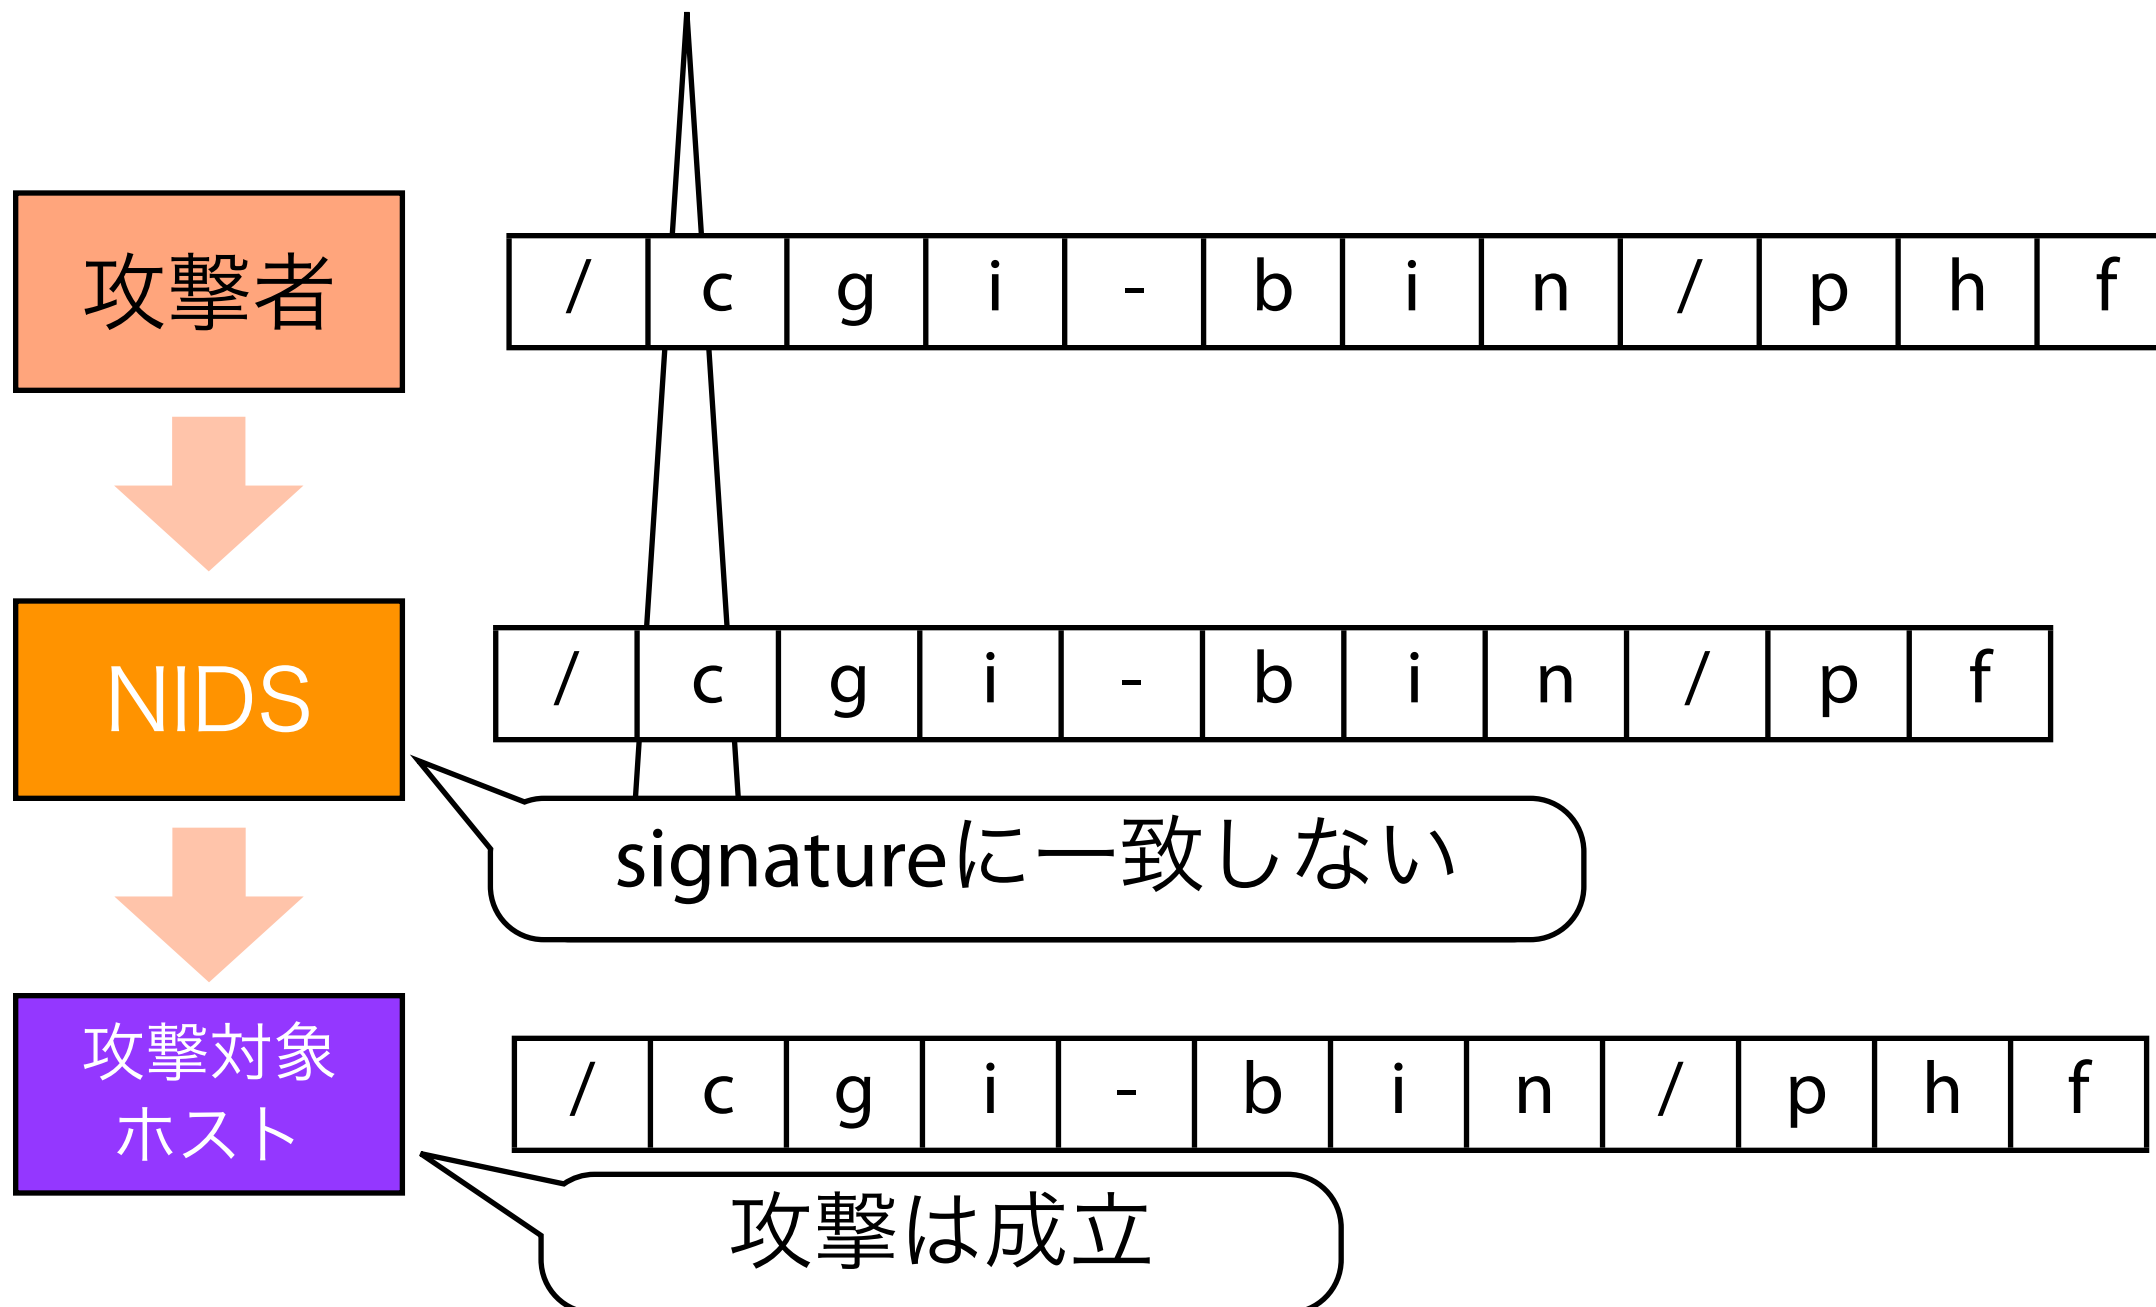 攻撃者
/ c g i - b i n / p h f
NIDS
/ c g i - b i n / p f
signatureに一致しない
攻撃対象
ホスト
/ c g i - b i n / p h f
攻撃は成立